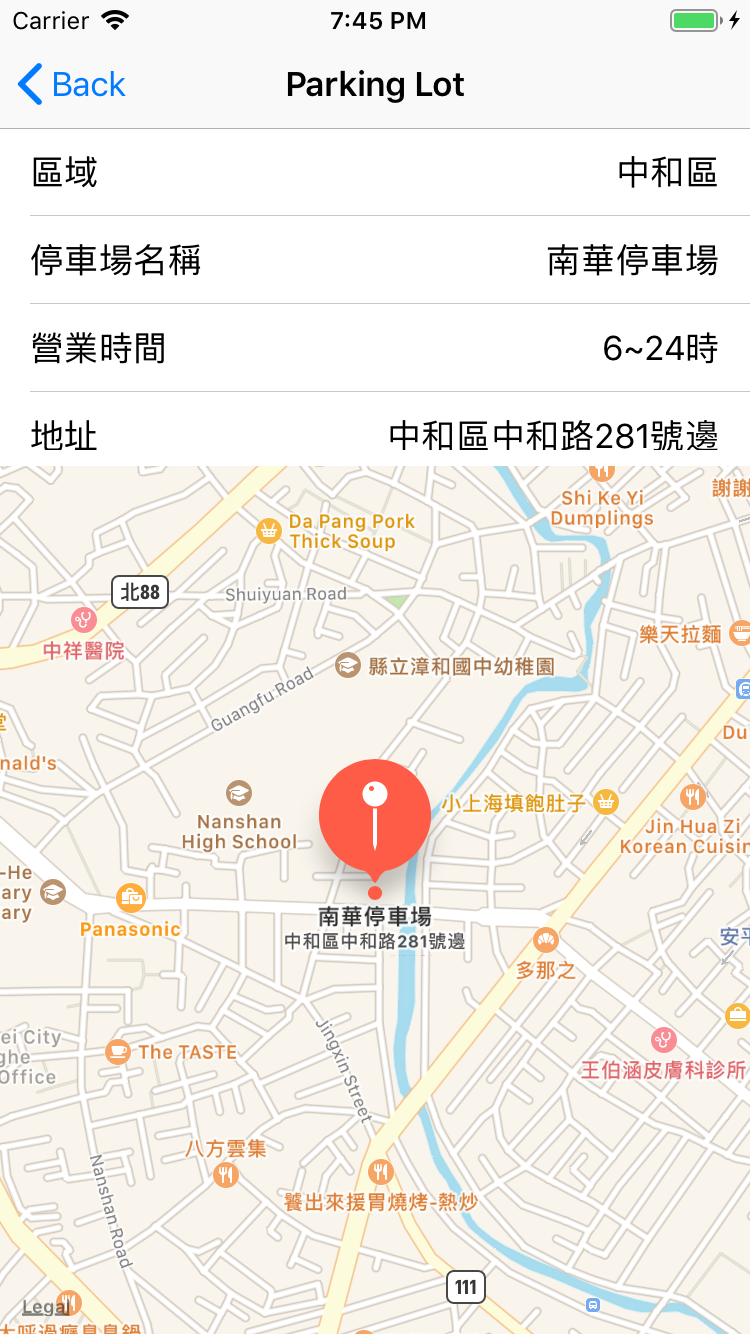 Carrier
7:45 PM
Back
Parking Lot
區域
中和區
停車場名稱
南華停車場
營業時間
6~24時
地址
中和區中和路281號邊
Shi Ke Yi
Dumplings
謝謝
Da Pang Pork
Thick Soup
北88
Shuiyuan Road
中祥醫院
樂天拉麵
縣立漳和國中幼稚園
Guangfu Road
Du
nald's
Nanshan
High School
小上海填飽肚子
Jin Hua Zi
Korean Cuisin
-He
ary
ary
Panasonic
南華停車場
中和區中和路281號邊
安平
多那之
ei City
ghe
Office
The TASTE
Jingxin Street
王伯涵皮膚科診所
八方雲集
Nanshan Road
饕出來援胃燒烤-熱炒
111
Legal